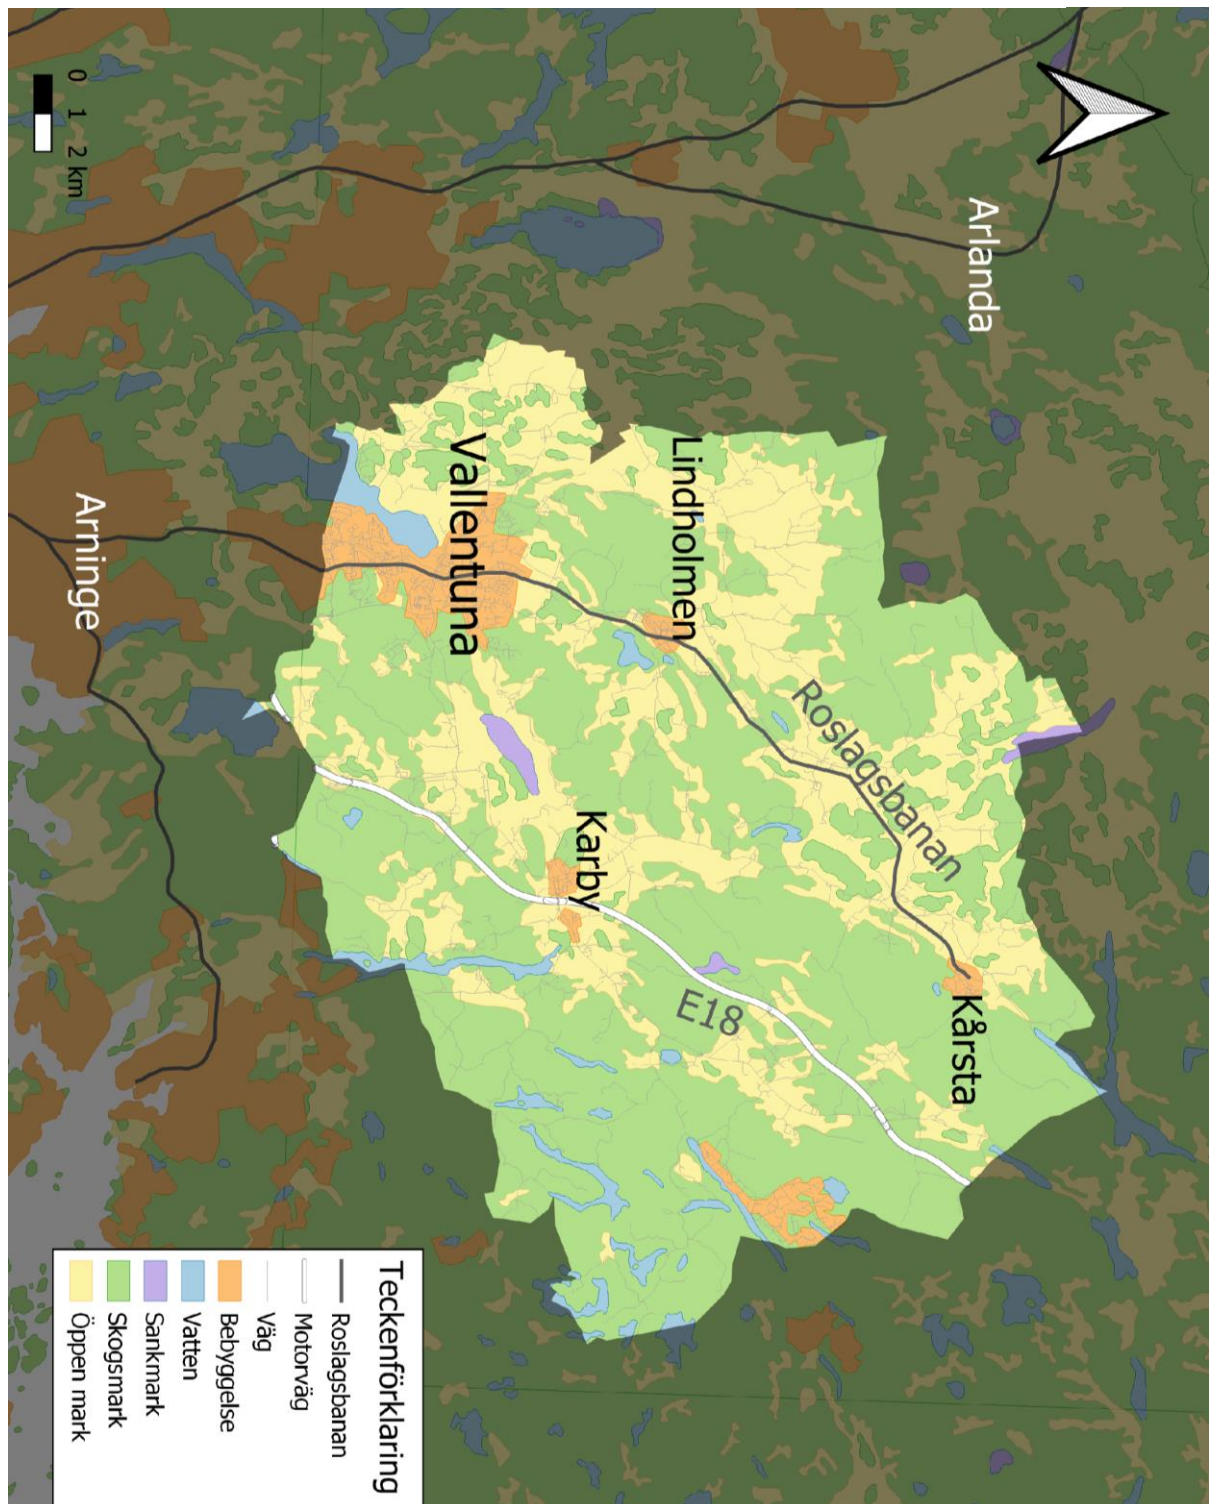 0 1 2 km
Arlanda
Lindholmen
Vallentuna
Roslagsbanan
Arninge
Karby
E18
Kårsta
Teckenförklaring
Roslagsbanan
Motorväg
Väg
Bebyggelse
Vatten
Sankmark
Skogsmark
Öppen mark